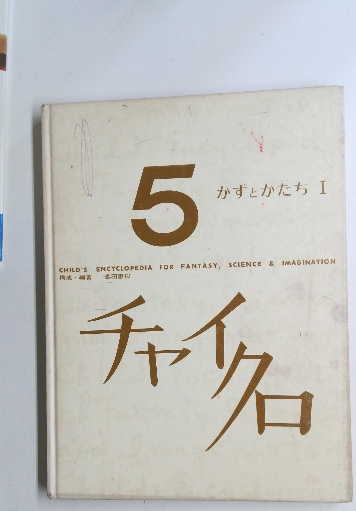 5
かずとかたち I
CHILD'S ENCYCLOPEDIA FOR FANTASY, SCIENCE & IMAGINATION
構成・編著
チャイクロ